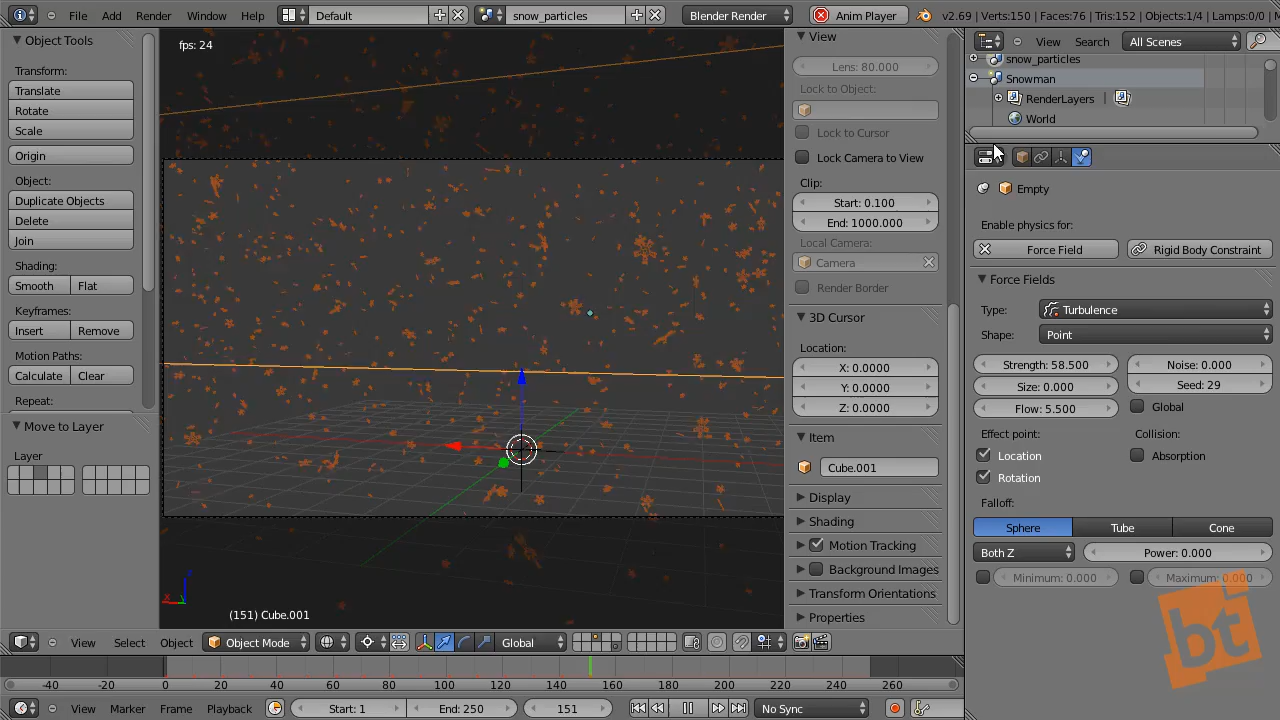 File Add Render Window Help Default snow_particles Blender Render Anim Player v2.69 | Verts:150 | Faces:76 | Tris:152 | Objects:1/4 | Lamps:0/0 |
Object Tools
Transform:
Translate
Rotate
Scale
Origin
Object:
Duplicate Objects
Delete
Join
Shading:
Smooth Flat
Keyframes:
Insert Remove
Motion Paths:
Calculate Clear
Repeat:
Move to Layer
Layer
fps: 24
(151) Cube.001
View
Lens: 80.000
Lock to Object:
Lock to Cursor
Lock Camera to View
Clip:
Start: 0.100
End: 1000.000
Local Camera:
Camera
Render Border
3D Cursor
Location:
X: 0.0000
Y: 0.0000
Z: 0.0000
Item
Cube.001
Display
Shading
Motion Tracking
Background Images
Transform Orientations
Properties
View Search All Scenes
snow_particles
Snowman
RenderLayers |
World
Empty
Enable physics for:
Force Field Rigid Body Constraint
Force Fields
Type: Turbulence
Shape: Point
Strength: 58.500 Noise: 0.000
Size: 0.000 Seed: 29
Flow: 5.500 Global
Effect point: Collision:
Location Absorption
Rotation
Falloff:
Sphere Tube Cone
Both Z Power: 0.000
Minimum: 0.000 Maximum: 0.000
bt
View Select Object Object Mode Global
-40 -20 0 20 40 60 80 100 120 140 160 180 200 220 240 260
View Marker Frame Playback Start: 1 End: 250 151 No Sync